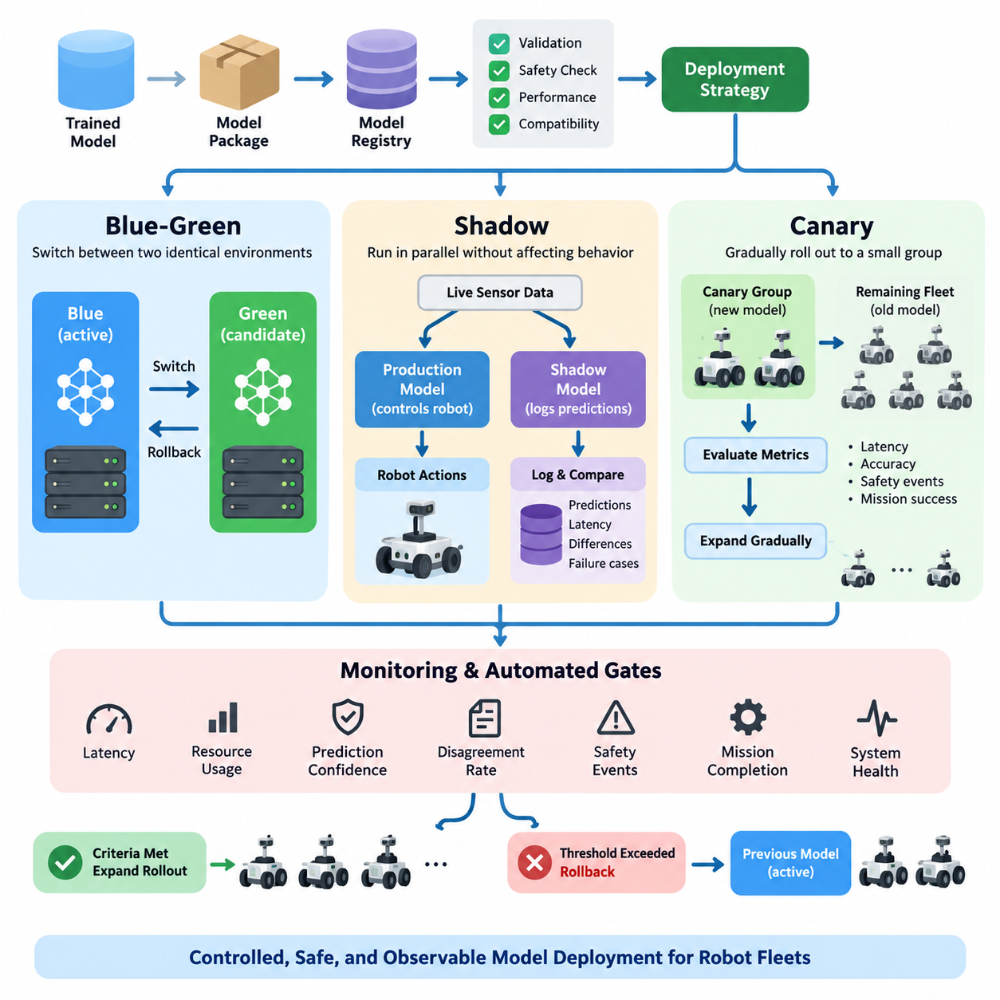 Trained
Model
Model
Package
Model
Registry
Validation
Safety Check
Performance
Compatibility
Deployment
Strategy
Blue-Green
Switch between two identical environments
Blue
(active)
Switch
Rollback
Green
(candidate)
Shadow
Run in parallel without affecting behavior
Live Sensor Data
Production
Model
(controls robot)
Shadow
Model
(logs predictions)
Robot Actions
Log & Compare
Predictions
Latency
Differences
Failure cases
Canary
Gradually roll out to a small group
Canary Group
(new model)
Remaining Fleet
(old model)
Evaluate Metrics
• Latency
• Accuracy
• Safety events
• Mission success
Expand Gradually
...
Monitoring & Automated Gates
Latency
Resource
Usage
Prediction
Confidence
Disagreement
Rate
Safety
Events
Mission
Completion
System
Health
Criteria Met
Expand Rollout
...
Threshold Exceeded
Rollback
Previous Model
(active)
Controlled, Safe, and Observable Model Deployment for Robot Fleets